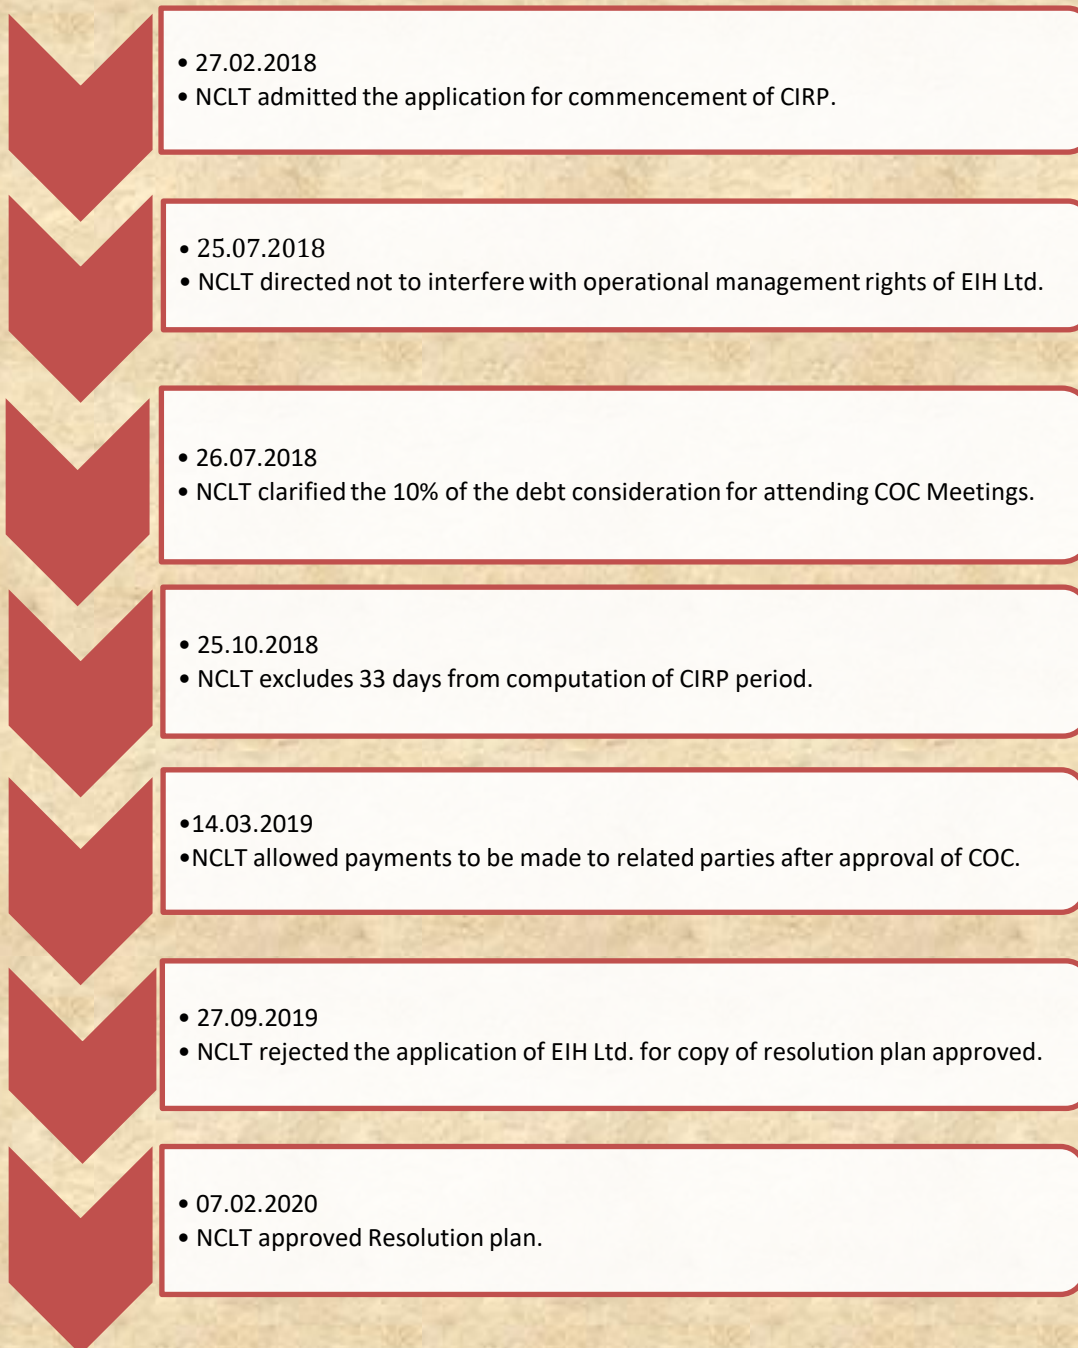 • 27.02.2018
• NCLT admitted the application for commencement of CIRP.
• 25.07.2018
• NCLT directed not to interfere with operational management rights of EIH Ltd.
• 26.07.2018
• NCLT clarified the 10% of the debt consideration for attending COC Meetings.
• 25.10.2018
• NCLT excludes 33 days from computation of CIRP period.
•14.03.2019
•NCLT allowed payments to be made to related parties after approval of COC.
• 27.09.2019
• NCLT rejected the application of EIH Ltd. for copy of resolution plan approved.
• 07.02.2020
• NCLT approved Resolution plan.